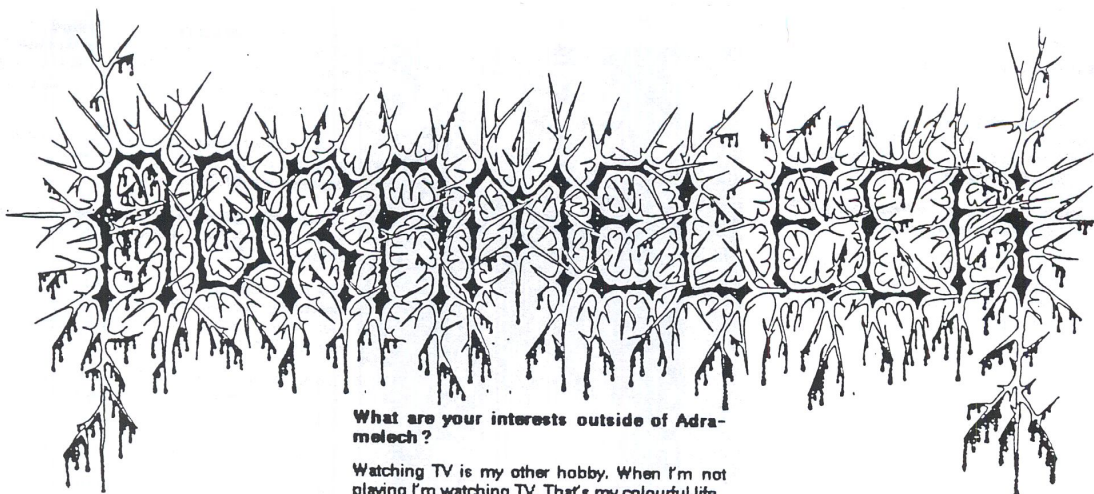 ADRAMELECH
What are your interests outside of Adra-
melech?
Watching TV is my other hobby. When I'm not
playing I'm watching TV. That's my colourful life.